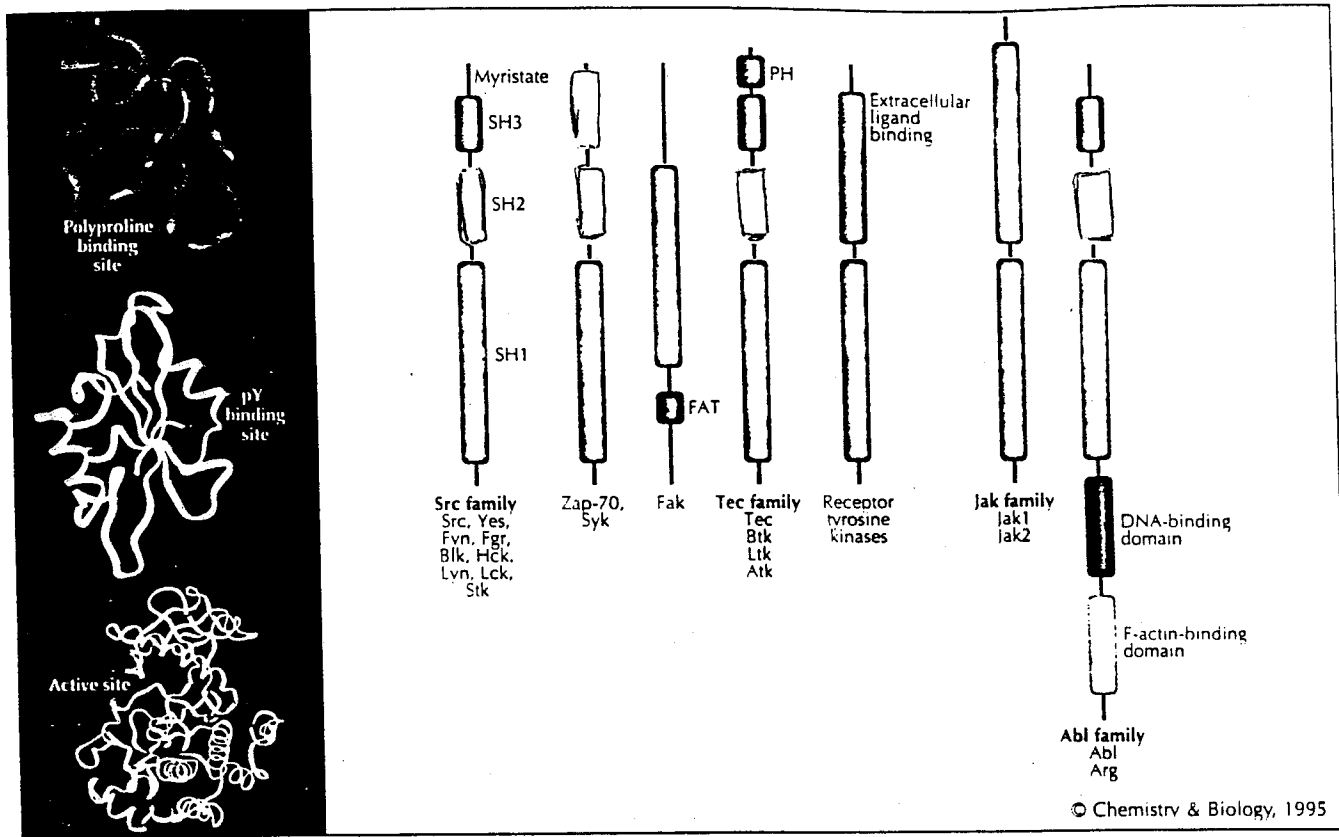 Polyproline
binding
site
pY
binding
site
Active site
Myristate
SH3
SH2
SH1
Src family
Src, Yes,
Fyn, Fgr,
Blk, Hck,
Lyn, Lck,
Stk
Zap-70,
Syk
FAT
Fak
PH
Tec family
Tec
Btk
Ltk
Atk
Extracellular
ligand
binding
Receptor
tyrosine
kinases
Jak family
Jak1
Jak2
DNA-binding
domain
F-actin-binding
domain
Abl family
Abl
Arg
© Chemistry & Biology, 1995